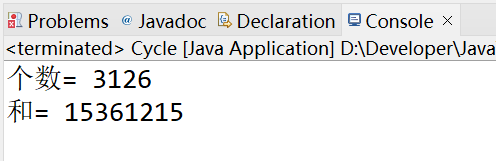 Problems @ Javadoc Declaration Console
<terminated> Cycle [Java Application] D:\Developer\Java
个数= 3126
和= 15361215